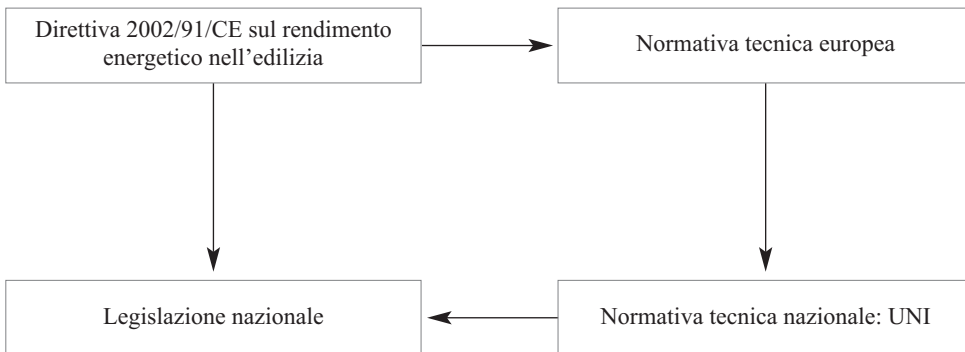 Direttiva 2002/91/CE sul rendimento
energetico nell’edilizia
Normativa tecnica europea
Legislazione nazionale
Normativa tecnica nazionale: UNI